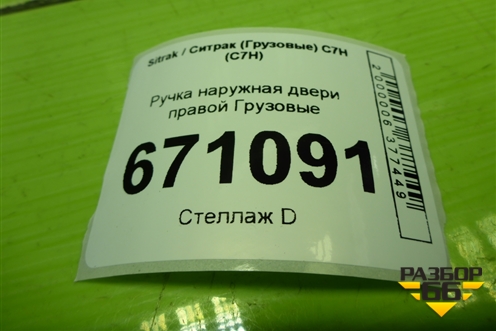 Sitrak / Ситрак (Грузовые) C7H
(C7H)
Ручка наружная двери
правой Грузовые
671091
Стеллаж D
2000006377449
РАЗБОР
66